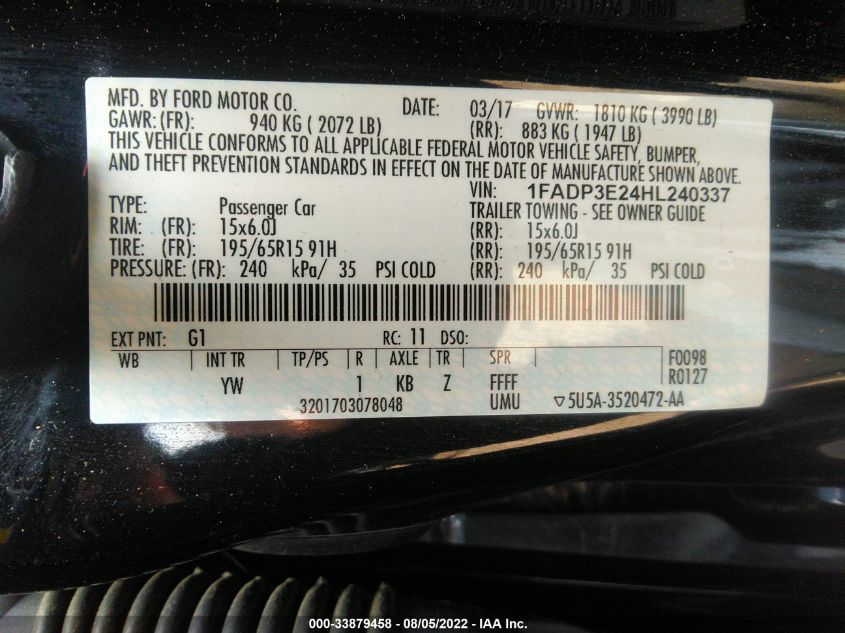 MFD. BY FORD MOTOR CO. DATE: 03/17 GVWR: 1810 KG ( 3990 LB)
GAWR: (FR): 940 KG ( 2072 LB) (RR): 883 KG ( 1947 LB)
THIS VEHICLE CONFORMS TO ALL APPLICABLE FEDERAL MOTOR VEHICLE SAFETY, BUMPER,
AND THEFT PREVENTION STANDARDS IN EFFECT ON THE DATE OF MANUFACTURE SHOWN ABOVE.
VIN: 1FADP3E24HL240337
TYPE: Passenger Car TRAILER TOWING - SEE OWNER GUIDE
RIM: (FR): 15x6.0J (RR): 15x6.0J
TIRE: (FR): 195/65R15 91H (RR): 195/65R15 91H
PRESSURE: (FR): 240 kPa/ 35 PSI COLD (RR): 240 kPa/ 35 PSI COLD
EXT PNT: G1 RC: 11 DSO:
WB INT TR TP/PS R AXLE TR SPR F0098
YW 1 KB Z FFFF R0127
3201703078048 UMU ▽5U5A-3520472-AA
000-33879458 - 08/05/2022 - IAA Inc.